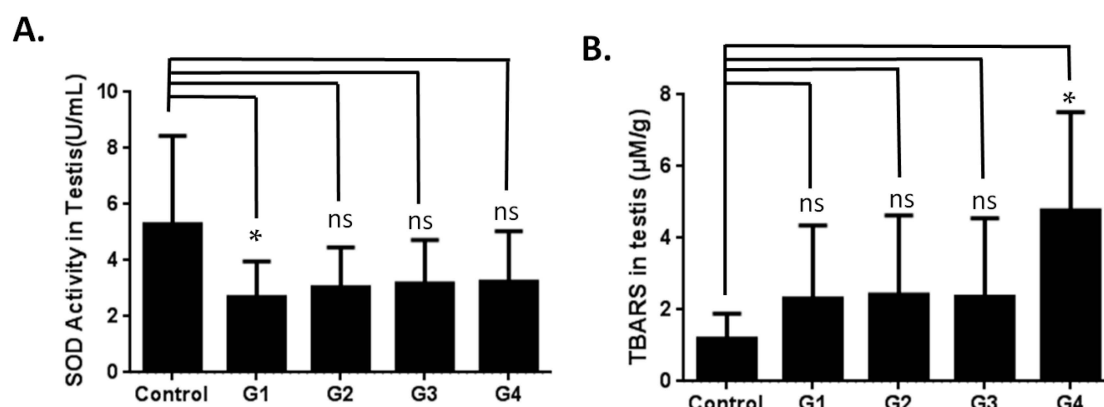 A.
SOD Activity in Testis(U/mL)
10
8
6
4
2
0
*
ns
ns
ns
Control G1 G2 G3 G4
B.
TBARS in testis (µM/g)
8
6
4
2
0
ns
ns
ns
*
Control G1 G2 G3 G4